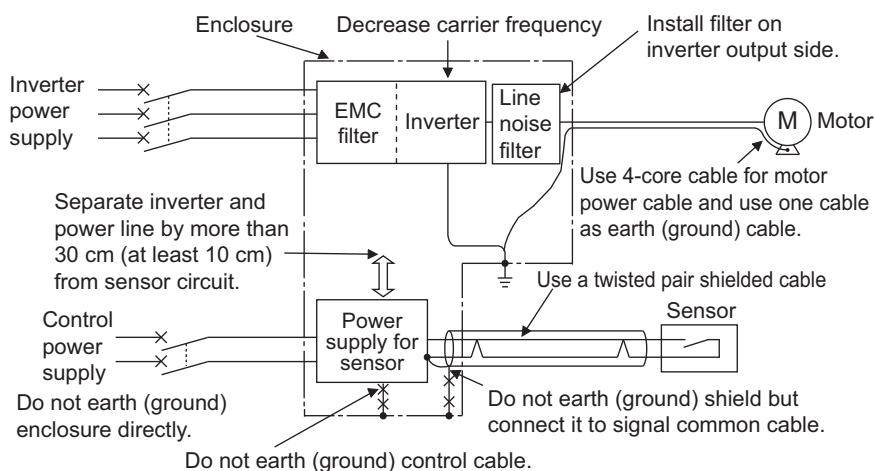 Enclosure
Decrease carrier frequency
Install filter on
inverter output side.
Inverter
power
supply
EMC
filter
Inverter
Line
noise
filter
M
Motor
Use 4-core cable for motor
power cable and use one cable
as earth (ground) cable.
Separate inverter and
power line by more than
30 cm (at least 10 cm)
from sensor circuit.
Use a twisted pair shielded cable
Control
power
supply
Power
supply for
sensor
Sensor
Do not earth (ground)
enclosure directly.
Do not earth (ground) shield but
connect it to signal common cable.
Do not earth (ground) control cable.